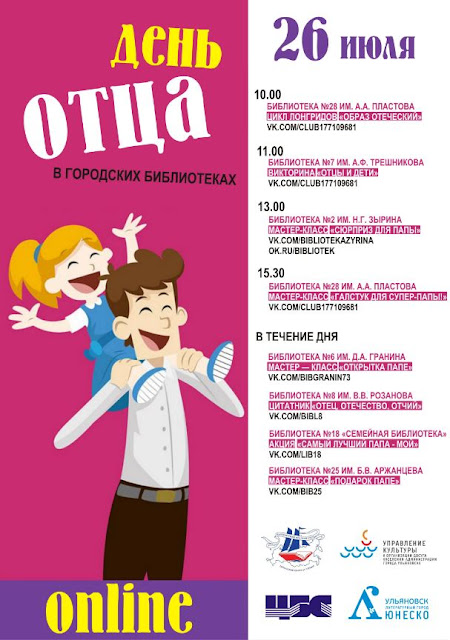 день
отца
В ГОРОДСКИХ БИБЛИОТЕКАХ
online
26 июля
10.00
БИБЛИОТЕКА №28 ИМ. А.А. ПЛАСТОВА
ЦИКЛ ЛОНГРИДОВ «ОБРАЗ ОТЕЧЕСКИЙ»
VK.COM/CLUB177109681
11.00
БИБЛИОТЕКА №7 ИМ. А.Ф. ТРЕШНИКОВА
ВИКТОРИНА «ОТЦЫ И ДЕТИ»
VK.COM/CLUB177109681
13.00
БИБЛИОТЕКА №2 ИМ. Н.Г. ЗЫРИНА
МАСТЕР-КЛАСС «СЮРПРИЗ ДЛЯ ПАПЫ»
VK.COM/BIBLIOTEKAZYRINA
OK.RU/BIBLIOTEK
15.30
БИБЛИОТЕКА №28 ИМ. А.А. ПЛАСТОВА
МАСТЕР-КЛАСС «ГАЛСТУК ДЛЯ СУПЕР-ПАПЫ!»
VK.COM/CLUB177109681
В ТЕЧЕНИЕ ДНЯ
БИБЛИОТЕКА №6 ИМ. Д.А. ГРАНИНА
МАСТЕР — КЛАСС «ОТКРЫТКА ПАПЕ»
VK.COM/BIBGRANIN73
БИБЛИОТЕКА №8 ИМ. В.В. РОЗАНОВА
ЦИТАТНИК «ОТЕЦ, ОТЕЧЕСТВО, ОТЧИЙ»
VK.COM/BIBL8
БИБЛИОТЕКА №18 «СЕМЕЙНАЯ БИБЛИОТЕКА»
АКЦИЯ «САМЫЙ ЛУЧШИЙ ПАПА - МОЙ»
VK.COM/LIB18
БИБЛИОТЕКА №25 ИМ. Б.В. АРЖАНЦЕВА
МАСТЕР-КЛАСС «ПОДАРОК ПАПЕ»
VK.COM/BIB25
УПРАВЛЕНИЕ
КУЛЬТУРЫ
ЦБС
УЛЬЯНОВСК
ЛИТЕРАТУРНЫЙ ГОРОД
ЮНЕСКО